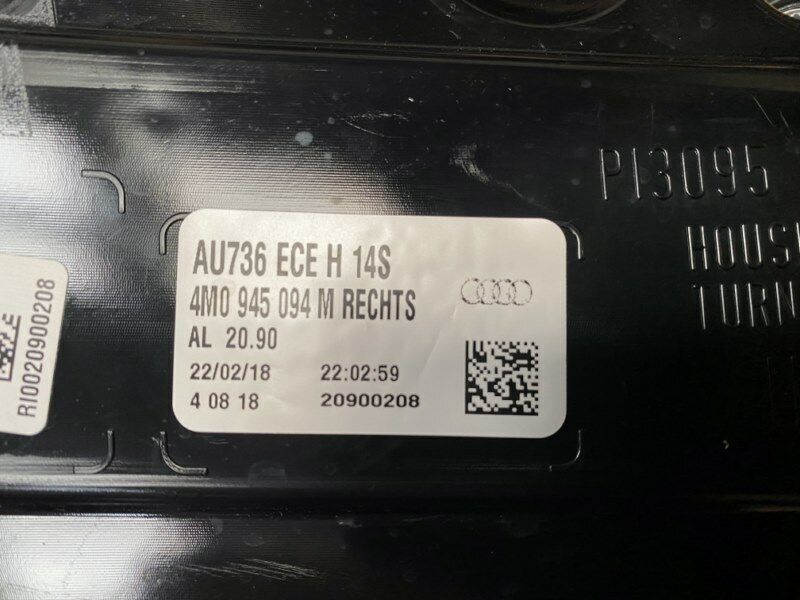 PI3095
HOUS
TURN
AU736 ECE H 14S
4M0 945 094 M RECHTS
AL 20.90
22/02/18 22:02:59
4 08 18 20900208
RI0020900208